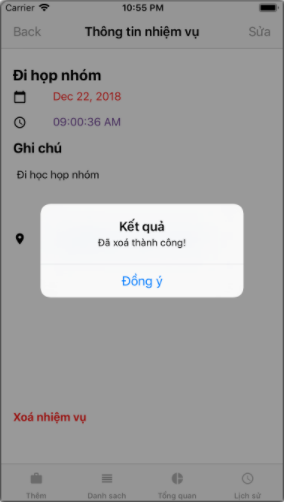 Carrier 10:55 PM
Back Thông tin nhiệm vụ Sửa
Đi họp nhóm
Dec 22, 2018
09:00:36 AM
Ghi chú
Đi học họp nhóm
Kết quả
Đã xoá thành công!
Đồng ý
Xoá nhiệm vụ
Thêm Danh sach Tổng quan Lịch sử